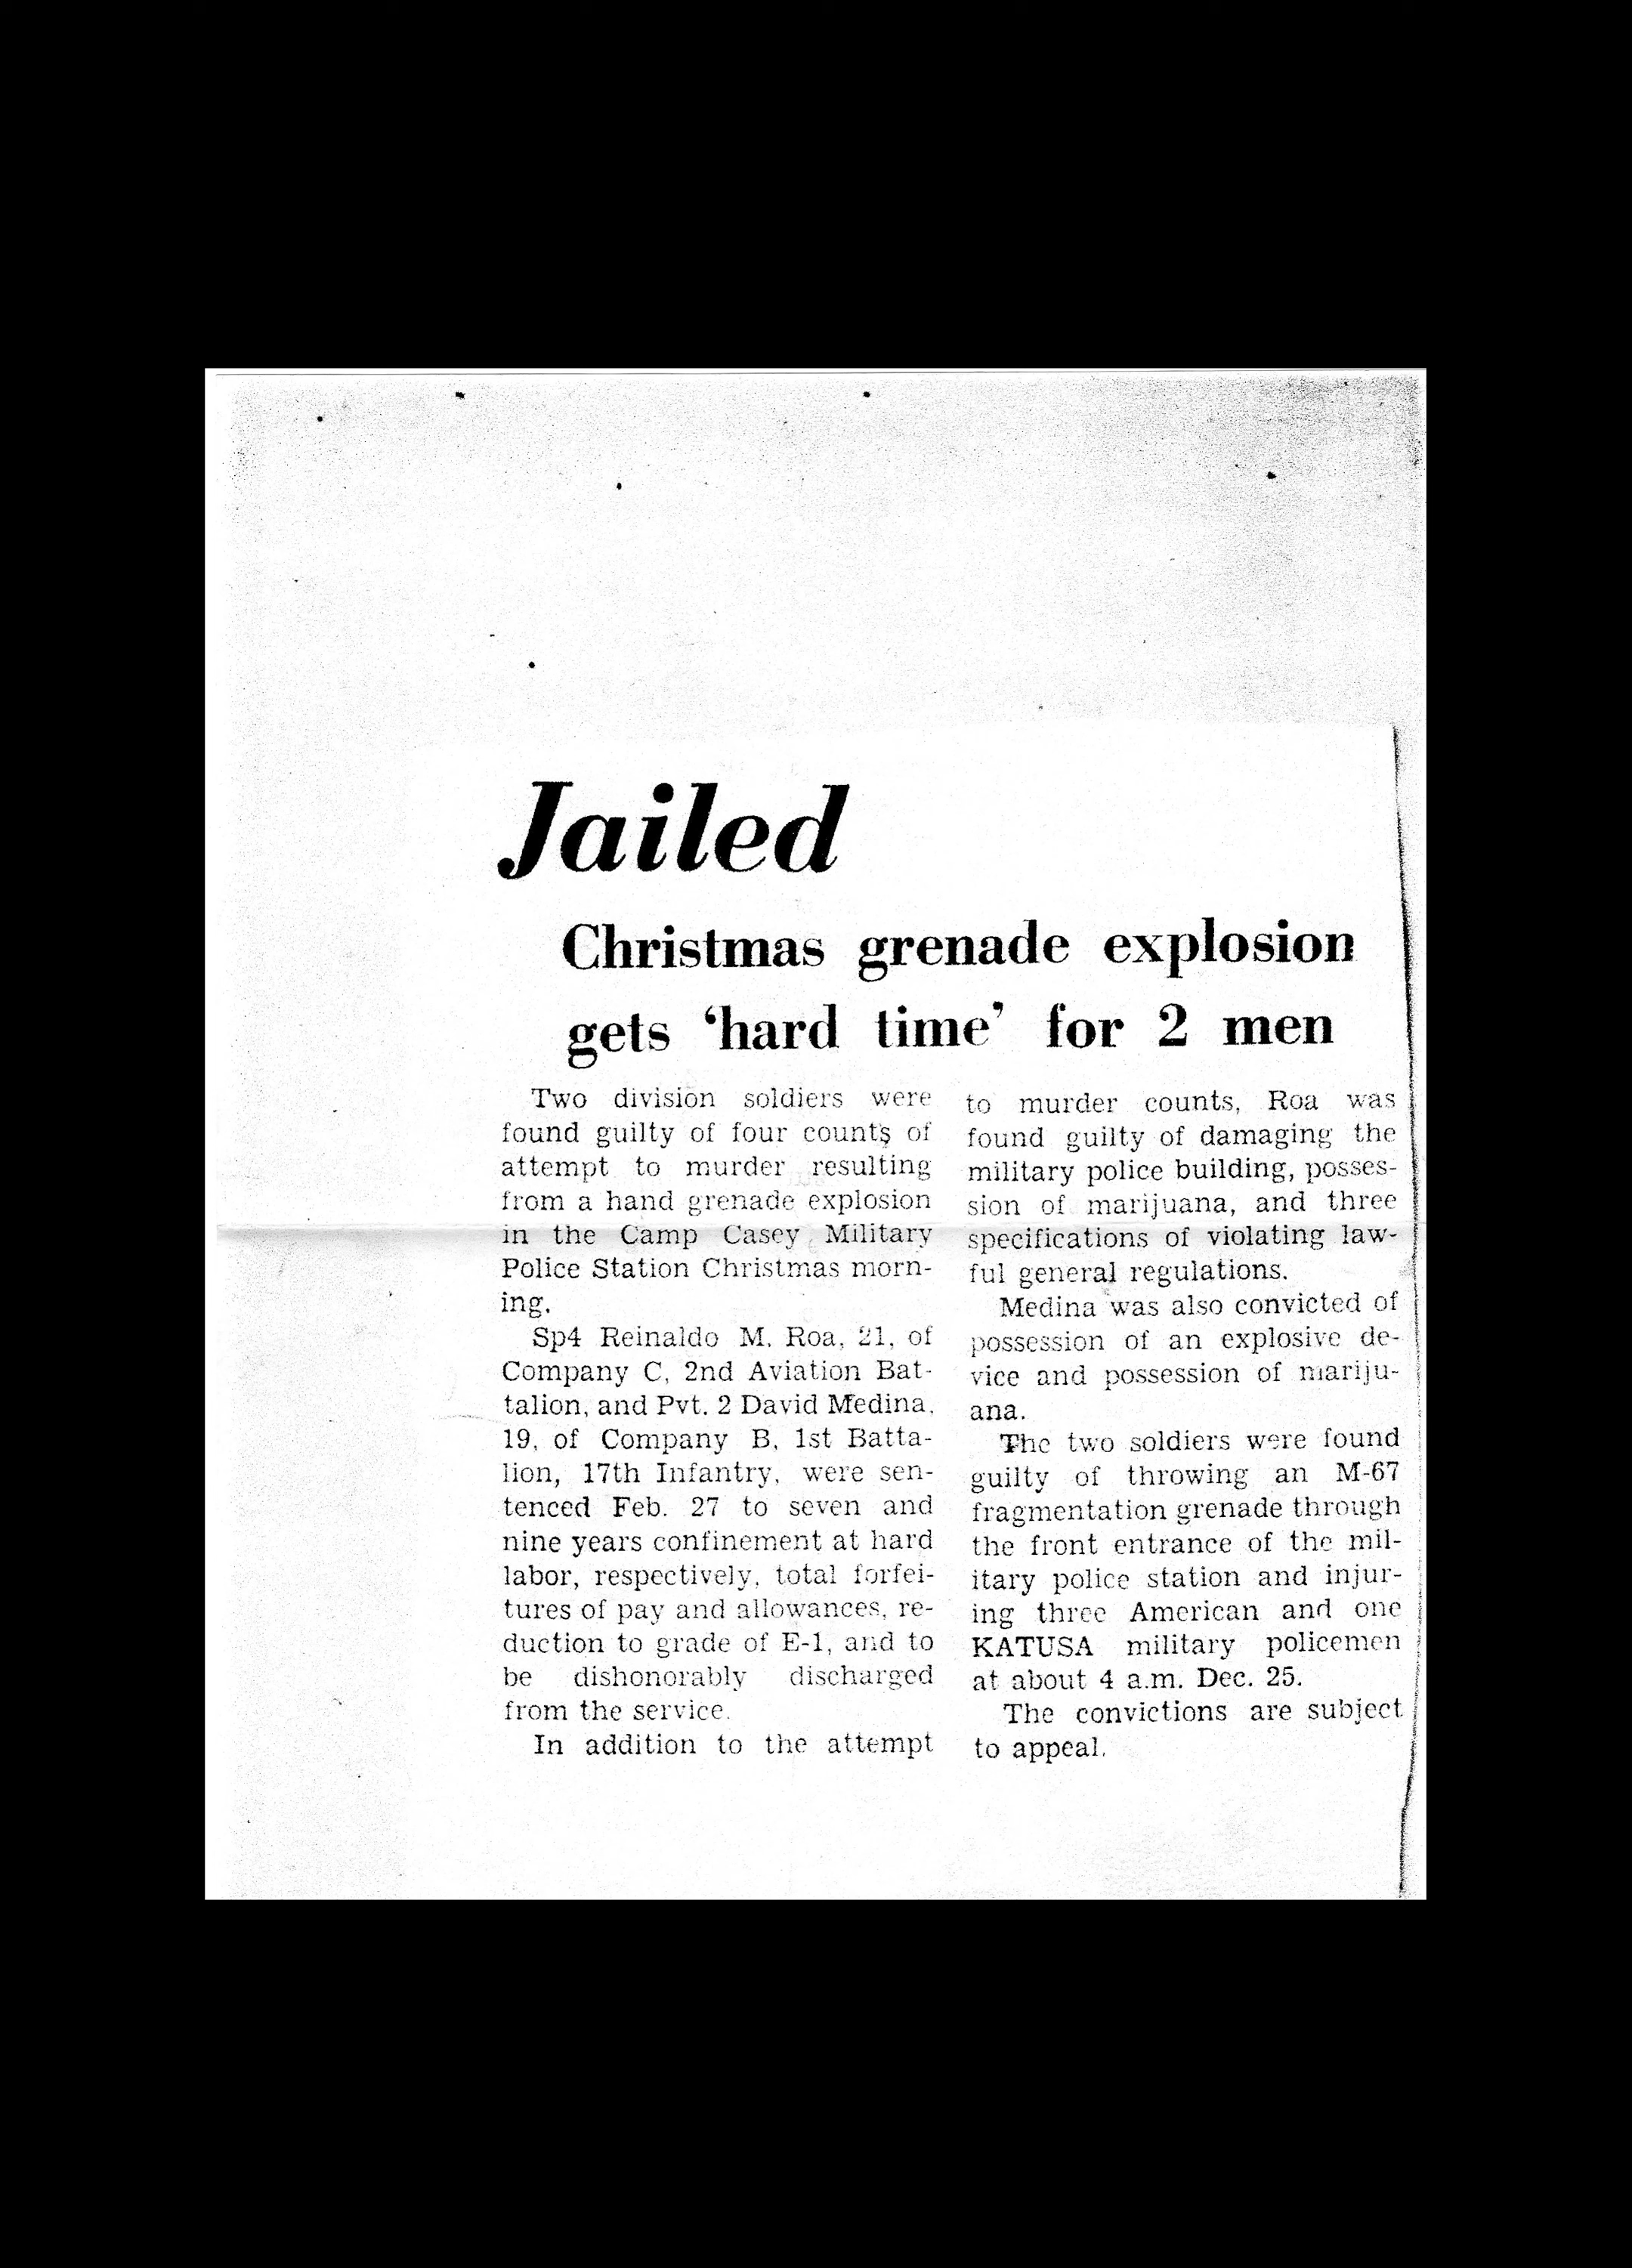 Jailed
Christmas grenade explosion
gets ‘hard time’ for 2 men
Two division soldiers were
found guilty of four counts of
attempt to murder resulting
from a hand grenade explosion
in the Camp Casey Military
Police Station Christmas morn-
ing.
Sp4 Reinaldo M. Roa, 21, of
Company C, 2nd Aviation Bat-
talion, and Pvt. 2 David Medina,
19, of Company B, 1st Batta-
lion, 17th Infantry, were sen-
tenced Feb. 27 to seven and
nine years confinement at hard
labor, respectively, total forfei-
tures of pay and allowances, re-
duction to grade of E-1, and to
be dishonorably discharged
from the service.
In addition to the attempt
to murder counts, Roa was
found guilty of damaging the
military police building, posses-
sion of marijuana, and three
specifications of violating law-
ful general regulations.
Medina was also convicted of
possession of an explosive de-
vice and possession of mariju-
ana.
The two soldiers were found
guilty of throwing an M-67
fragmentation grenade through
the front entrance of the mil-
itary police station and injur-
ing three American and one
KATUSA military policemen
at about 4 a.m. Dec. 25.
The convictions are subject
to appeal.